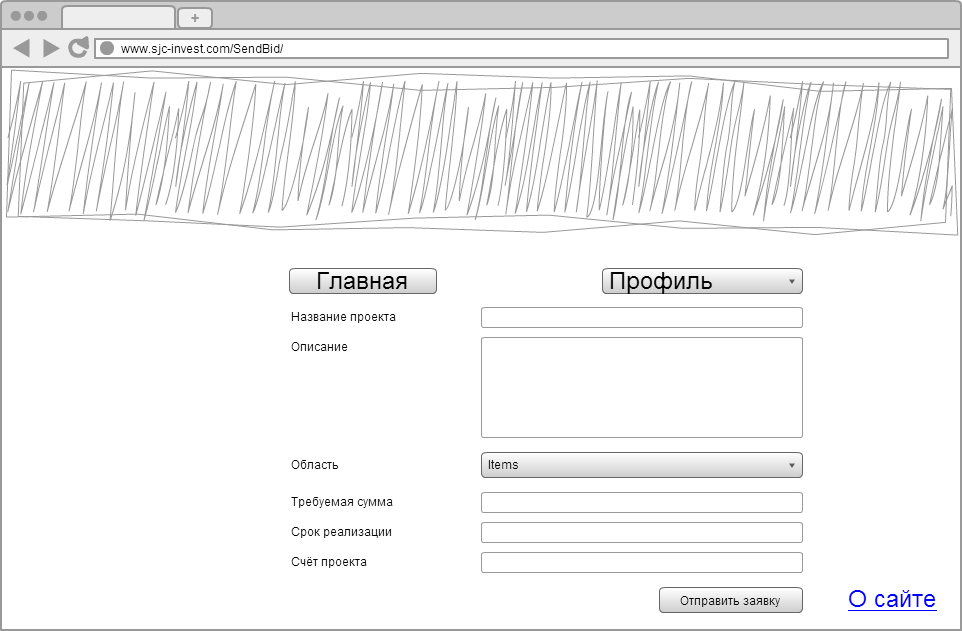 +
www.sjc-invest.com/SendBid/
Главная
Профиль
Название проекта
Описание
Область
Items
Требуемая сумма
Срок реализации
Счёт проекта
Отправить заявку
О сайте